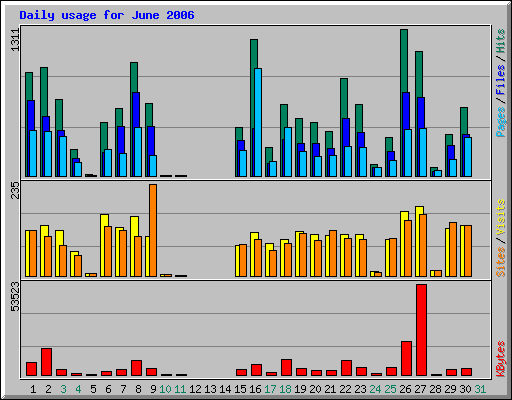 Daily usage for June 2006
1311
Pages / Files / Hits
235
Sites / Visits
53523
KBytes
1 2 3 4 5 6 7 8 9 10 11 12 13 14 15 16 17 18 19 20 21 22 23 24 25 26 27 28 29 30 31